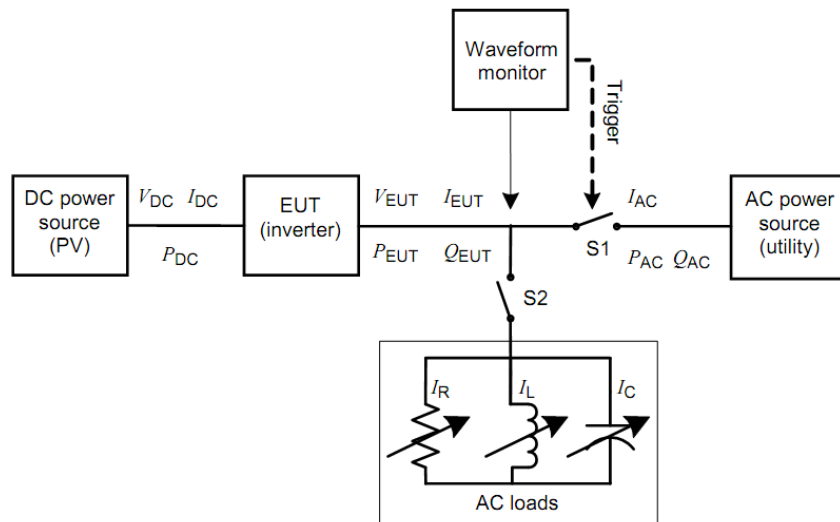 Waveform
monitor
Trigger
DC power
source
(PV)
VDC IDC
PDC
EUT
(inverter)
VEUT IEUT
PEUT QEUT
IAC
S1
PAC QAC
AC power
source
(utility)
S2
IR
IL
IC
AC loads